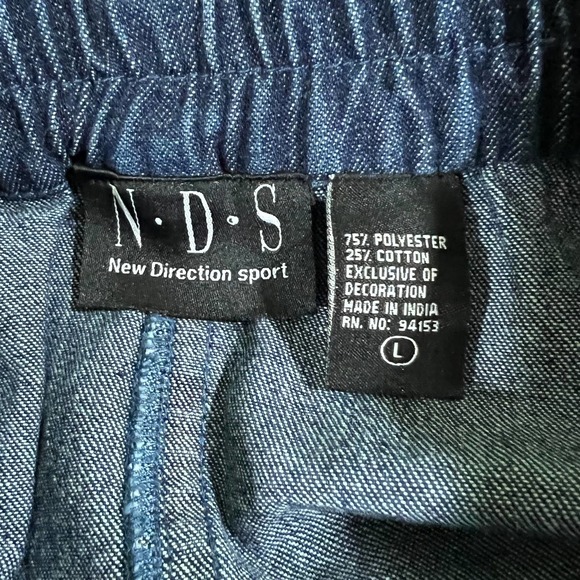 N·D·S
New Direction sport
75% POLYESTER
25% COTTON
EXCLUSIVE OF
DECORATION
MADE IN INDIA
RN. NO: 94153
L